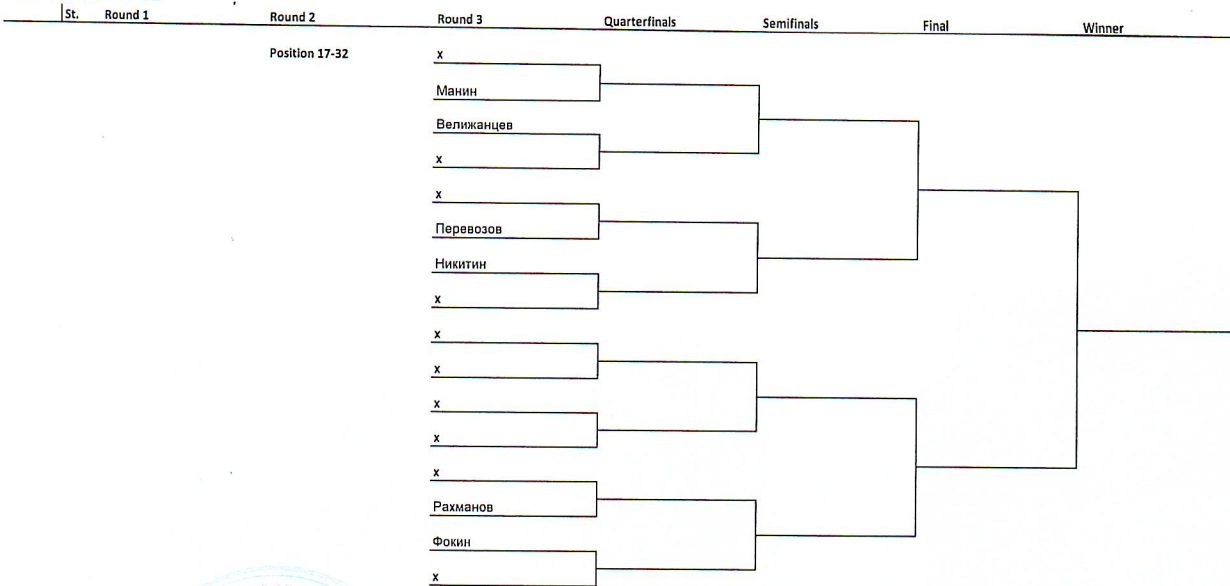 St. Round 1 Round 2 Round 3 Quarterfinals Semifinals Final Winner
Position 17-32 x
Манин
Велижанцев
x
x
Перевозов
Никитин
x
x
x
x
x
x
Рахманов
Фокин
x